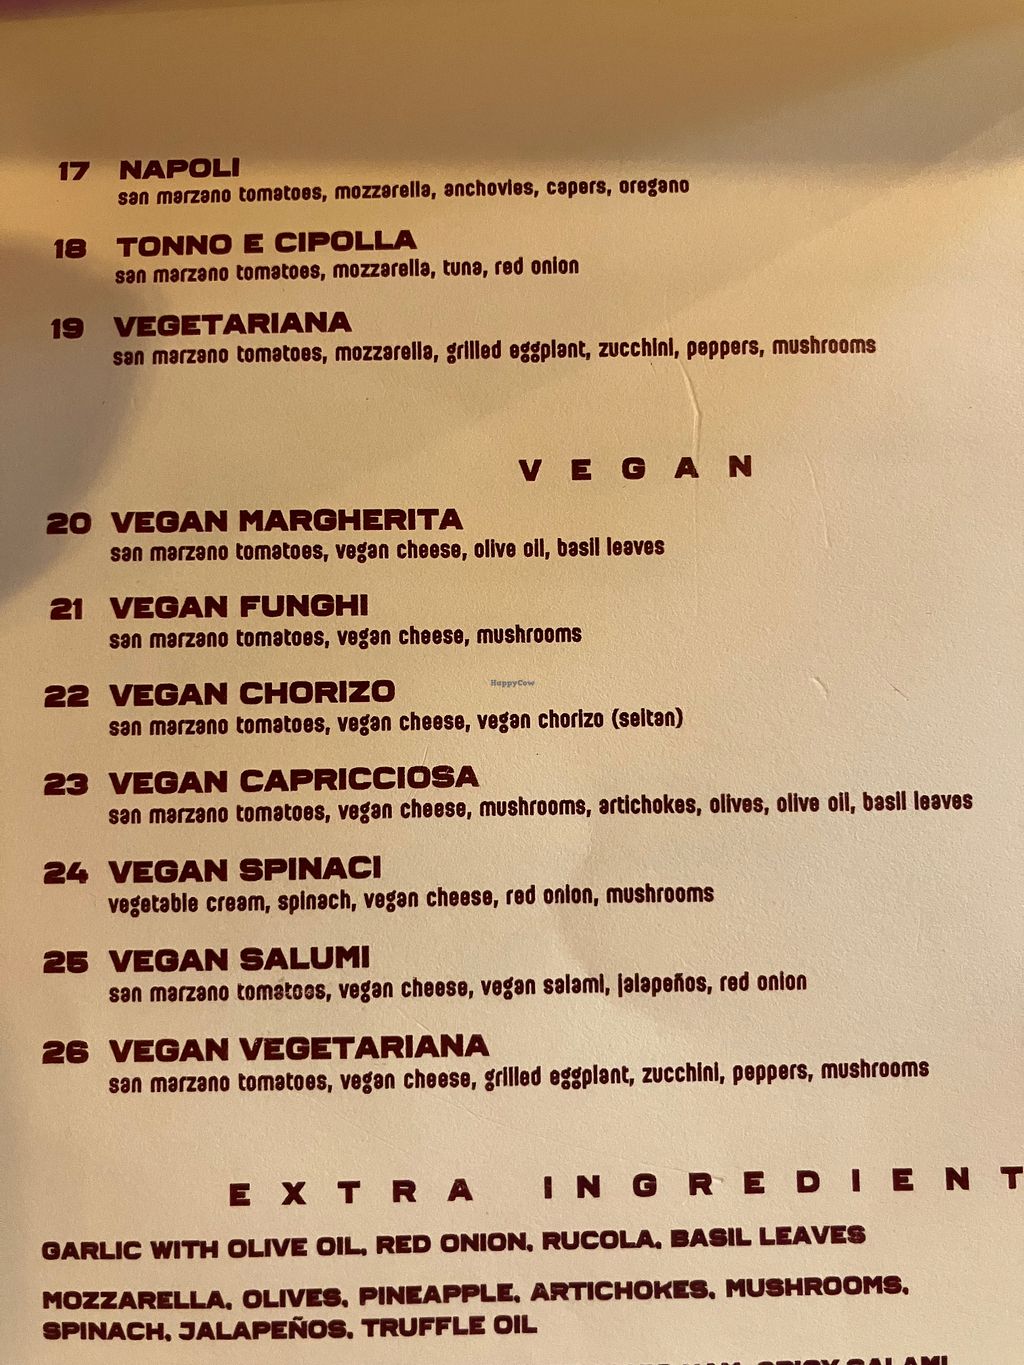 17 NAPOLI
san marzano tomatoes, mozzarella, anchovies, capers, oregano
18 TONNO E CIPOLLA
san marzano tomatoes, mozzarella, tuna, red onion
19 VEGETARIANA
san marzano tomatoes, mozzarella, grilled eggplant, zucchini, peppers, mushrooms
VEGAN
20 VEGAN MARGHERITA
san marzano tomatoes, vegan cheese, olive oil, basil leaves
21 VEGAN FUNGHI
san marzano tomatoes, vegan cheese, mushrooms
HappyCow
22 VEGAN CHORIZO
san marzano tomatoes, vegan cheese, vegan chorizo (seitan)
23 VEGAN CAPRICCIOSA
san marzano tomatoes, vegan cheese, mushrooms, artichokes, olives, olive oil, basil leaves
24 VEGAN SPINACI
vegetable cream, spinach, vegan cheese, red onion, mushrooms
25 VEGAN SALUMI
san marzano tomatoes, vegan cheese, vegan salami, jalapeños, red onion
26 VEGAN VEGETARIANA
san marzano tomatoes, vegan cheese, grilled eggplant, zucchini, peppers, mushrooms
EXTRA INGREDIENT
GARLIC WITH OLIVE OIL, RED ONION, RUCOLA, BASIL LEAVES
MOZZARELLA, OLIVES, PINEAPPLE, ARTICHOKES, MUSHROOMS,
SPINACH, JALAPEÑOS, TRUFFLE OIL
SPICY SALAMI